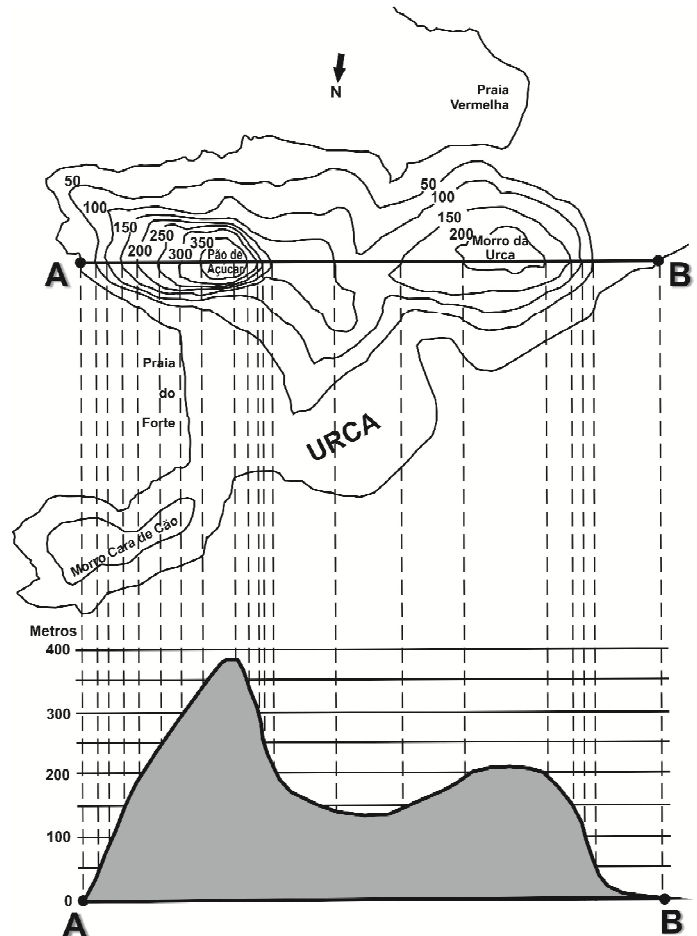 N
Praia
Vermelha
50
100
150
200
250
300
350
Pão de
Açucar
50
100
150
200
Morro da
Urca
A
B
Praia
do
Forte
URCA
Morro Cara de Cão
Metros
400
300
200
100
0
A
B